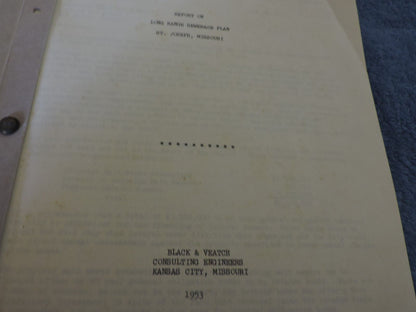 REPORT ON
LONG RANGE SEWERAGE PLAN
ST. JOSEPH, MISSOURI
* * * * * * * * * *
BLACK & VEATCH
CONSULTING ENGINEERS
KANSAS CITY, MISSOURI
1953